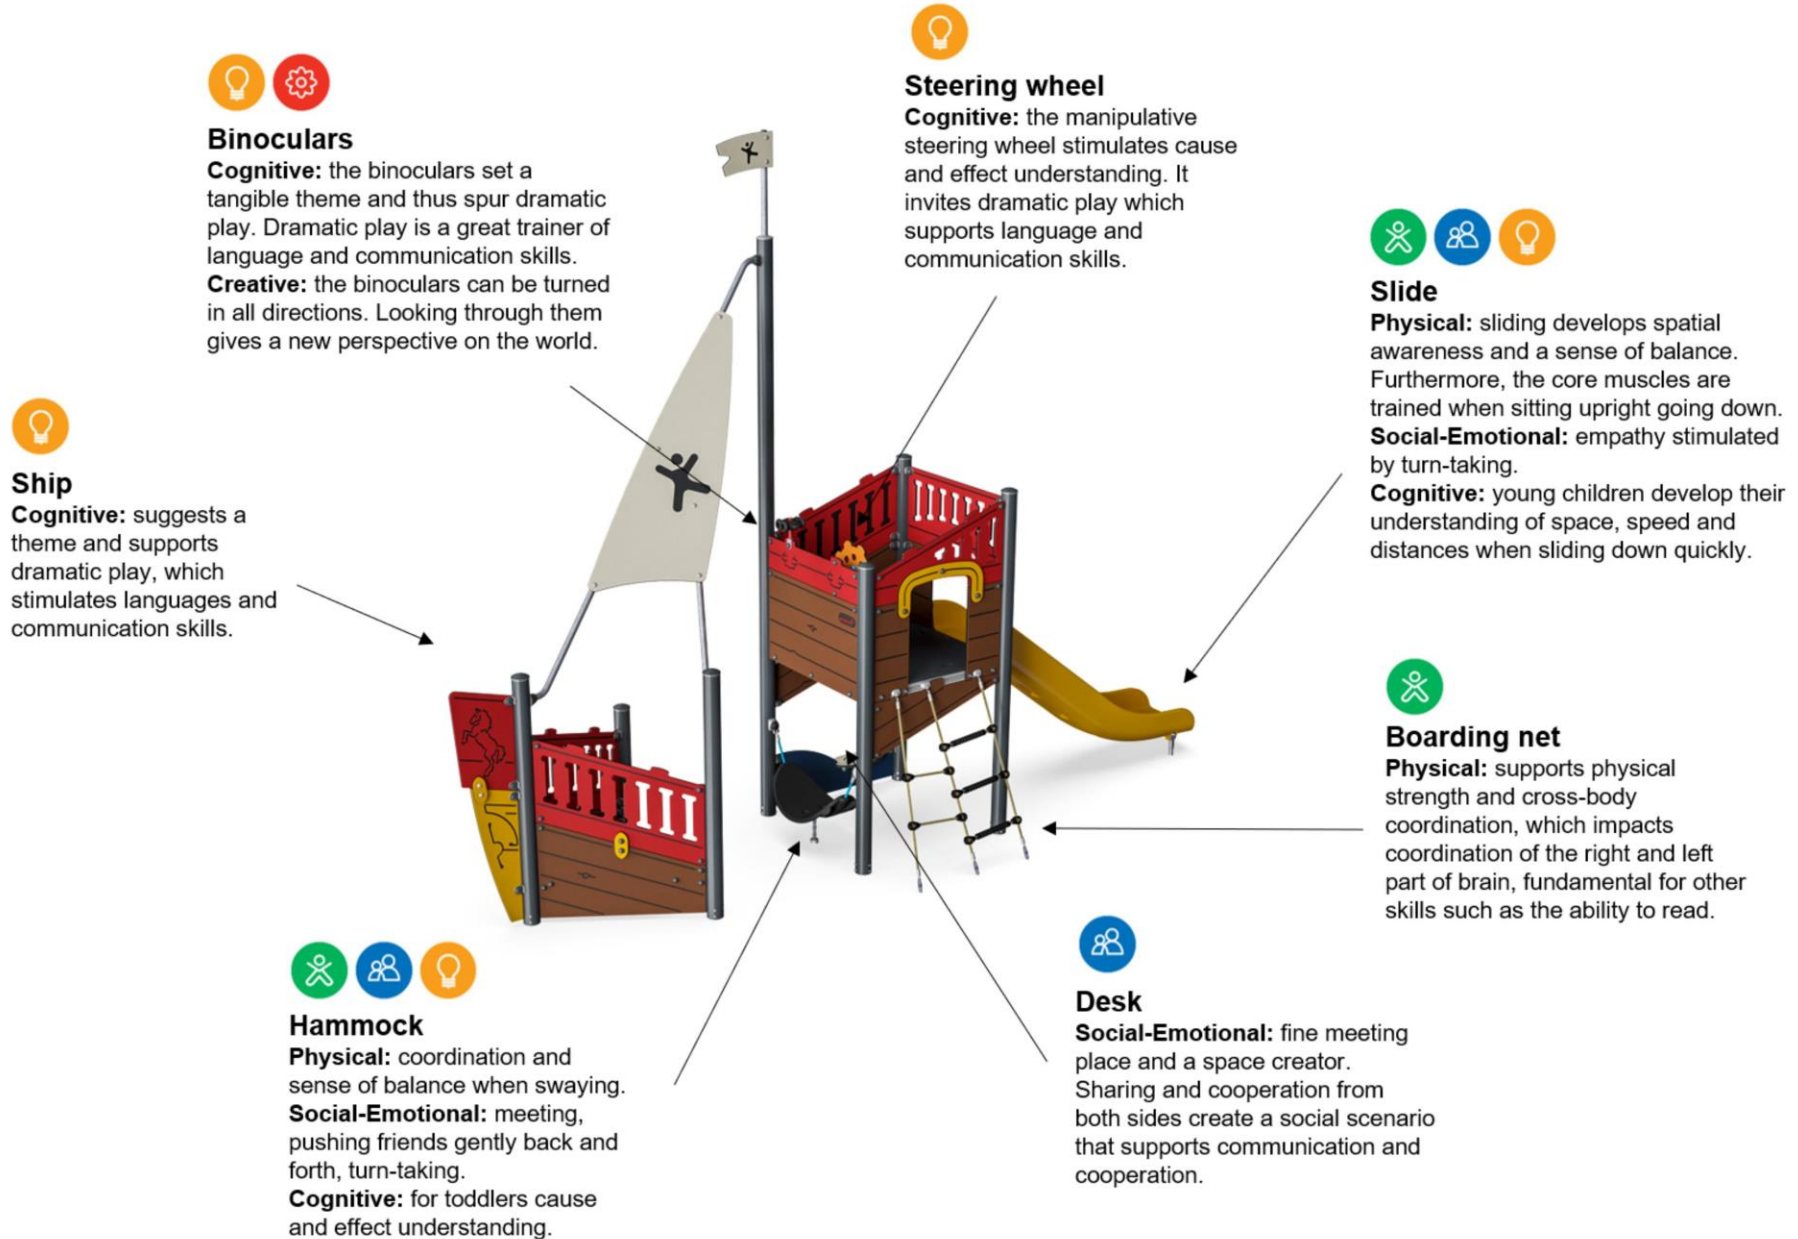 Binoculars
Cognitive: the binoculars set a
tangible theme and thus spur dramatic
play. Dramatic play is a great trainer of
language and communication skills.
Creative: the binoculars can be turned
in all directions. Looking through them
gives a new perspective on the world.
Steering wheel
Cognitive: the manipulative
steering wheel stimulates cause
and effect understanding. It
invites dramatic play which
supports language and
communication skills.
Slide
Physical: sliding develops spatial
awareness and a sense of balance.
Furthermore, the core muscles are
trained when sitting upright going down.
Social-Emotional: empathy stimulated
by turn-taking.
Cognitive: young children develop their
understanding of space, speed and
distances when sliding down quickly.
Ship
Cognitive: suggests a
theme and supports
dramatic play, which
stimulates languages and
communication skills.
Boarding net
Physical: supports physical
strength and cross-body
coordination, which impacts
coordination of the right and left
part of brain, fundamental for other
skills such as the ability to read.
Hammock
Physical: coordination and
sense of balance when swaying.
Social-Emotional: meeting,
pushing friends gently back and
forth, turn-taking.
Cognitive: for toddlers cause
and effect understanding.
Desk
Social-Emotional: fine meeting
place and a space creator.
Sharing and cooperation from
both sides create a social scenario
that supports communication and
cooperation.